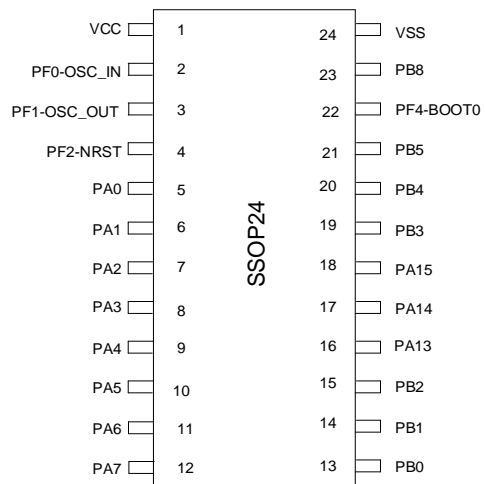 VCC 1 24 VSS
PF0-OSC_IN 2 23 PB8
PF1-OSC_OUT 3 22 PF4-BOOT0
PF2-NRST 4 21 PB5
PA0 5 20 PB4
PA1 6 19 PB3
PA2 7 18 PA15
PA3 8 17 PA14
PA4 9 16 PA13
PA5 10 15 PB2
PA6 11 14 PB1
PA7 12 13 PB0
SSOP24